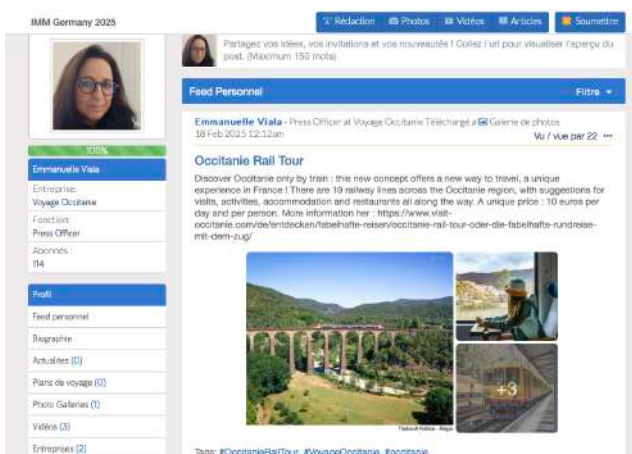 IMM Germany 2025
Rédaction
Photos
Vidéos
Articles
Soumettre
Partagez vos idées, vos invitations et vos nouveautés ! Collez l'url pour visualiser l'aperçu du
post. (Maximum 150 mots)
Feed Personnel
Filtre
Emmanuelle Viala - Press Officer at Voyage Occitanie Téléchargé a Galerie de photos
18 Feb 2025 12:12am
Vu / vue par 22 •••
Occitanie Rail Tour
Discover Occitanie only by train : this new concept offers a new way to travel, a unique
experience in France ! There are 19 railway lines across the Occitanie region, with suggestions for
visits, activities, accommodation and restaurants all along the way. A unique price : 10 euros per
day and per person. More information her : https://www.visit-
occitanie.com/de/entdecken/fabelhafte-reisen/occitanie-rail-tour-oder-die-fabelhafte-rundreise-
mit-dem-zug/
+3
Tags: #OccitanieRailTour, #VoyageOccitanie, #occitanie
100%
Emmanuelle Viala
Entreprise:
Voyage Occitanie
Fonction:
Press Officer
Abonnés :
114
Profil
Feed personnel
Biographie
Actualites (0)
Plans de voyage (0)
Photo Galleries (1)
Vidéos (3)
Entreprises (2)